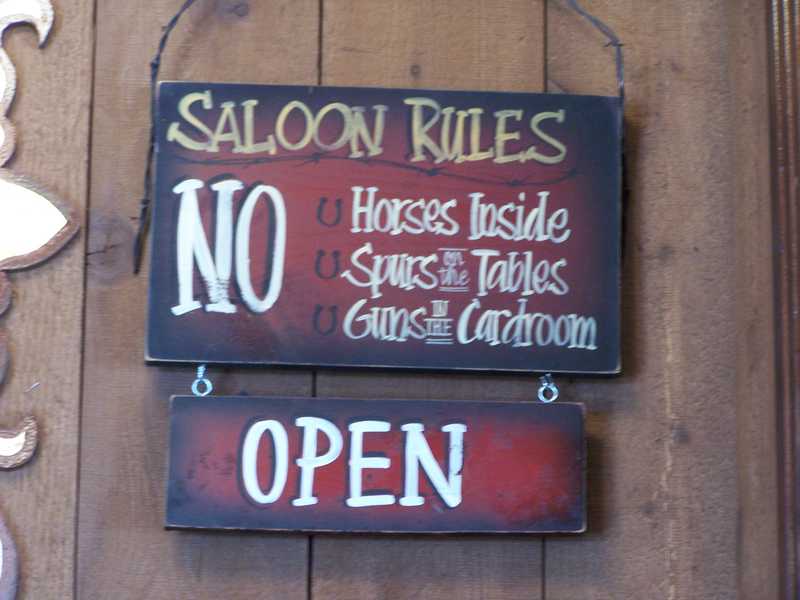 SALOON RULES
NO
Horses Inside
Spurs on the Tables
Guns IN THE Cardroom
OPEN